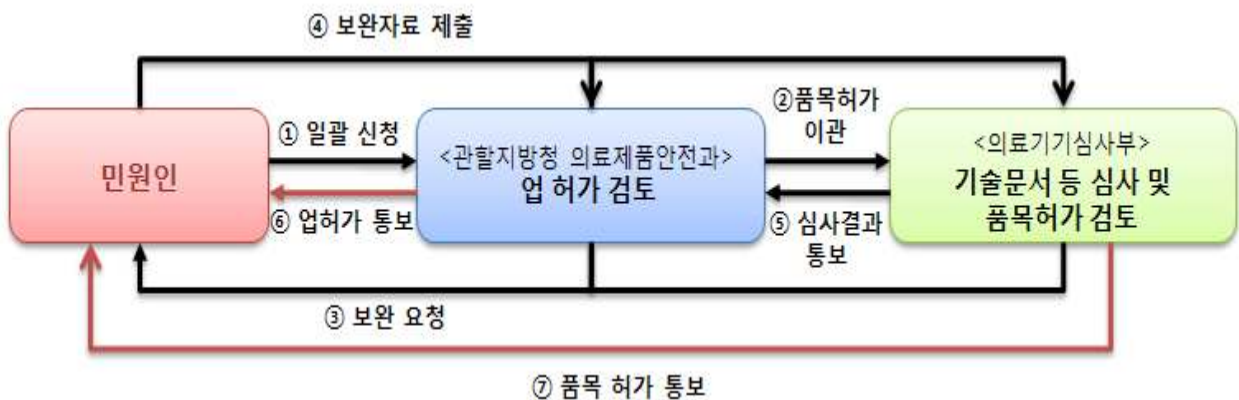 ④ 보완자료 제출
민원인
① 일괄 신청
⑥ 업허가 통보
<관할지방청 의료제품안전과>
업 허가 검토
②품목허가
이관
⑤ 심사결과
통보
<의료기기심사부>
기술문서 등 심사 및
품목허가 검토
③ 보완 요청
⑦ 품목 허가 통보